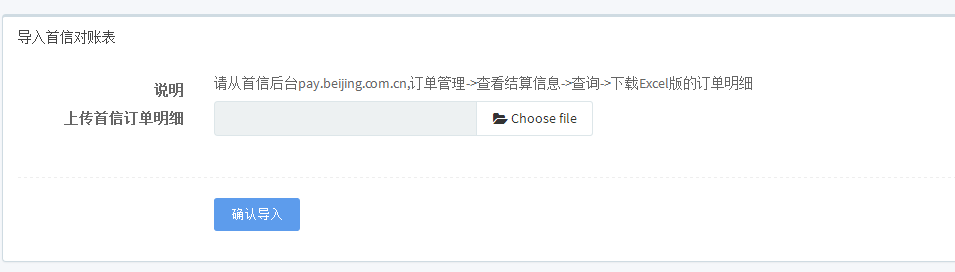 导入首信对账表
说明
请从首信后台pay.beijing.com.cn,订单管理->查看结算信息->查询->下载Excel版的订单明细
上传首信订单明细
Choose file
确认导入